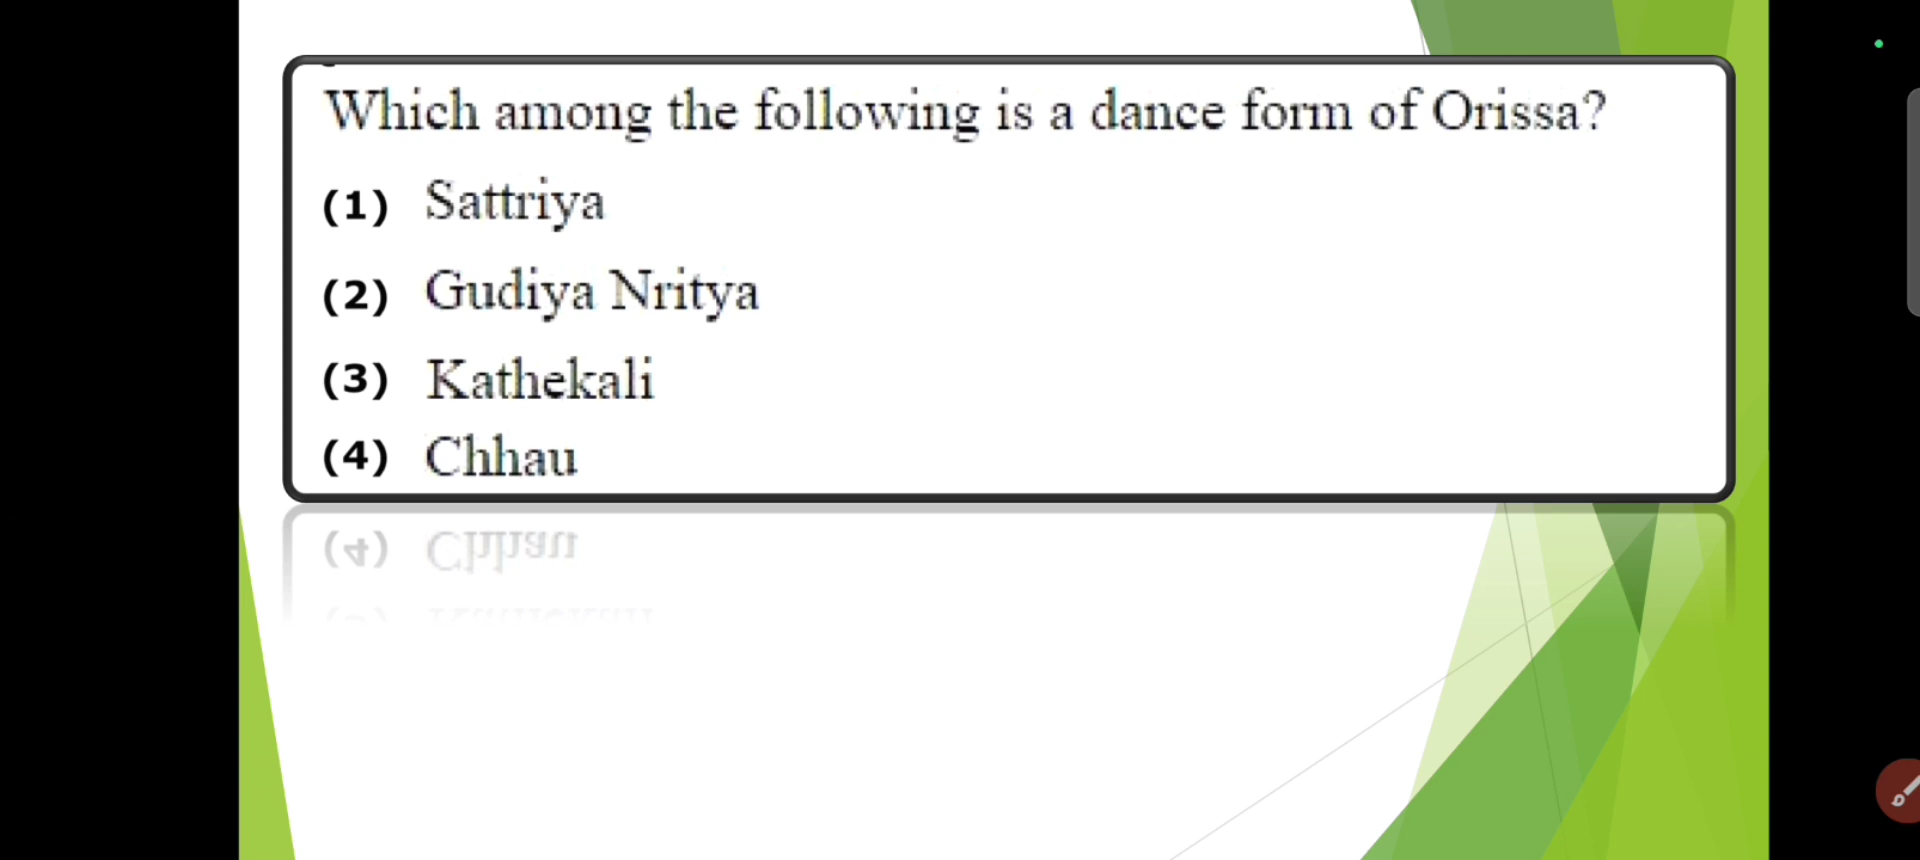 Which among the following is a dance form of Orissa?
(1) Sattriya
(2) Gudiya Nritya
(3) Kathekali
(4) Chhau